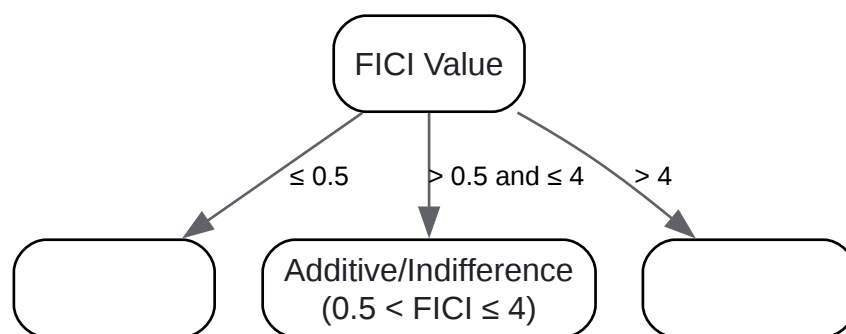 FICI Value
≤ 0.5
> 0.5 and ≤ 4
> 4
Additive/Indifference
(0.5 < FICI ≤ 4)